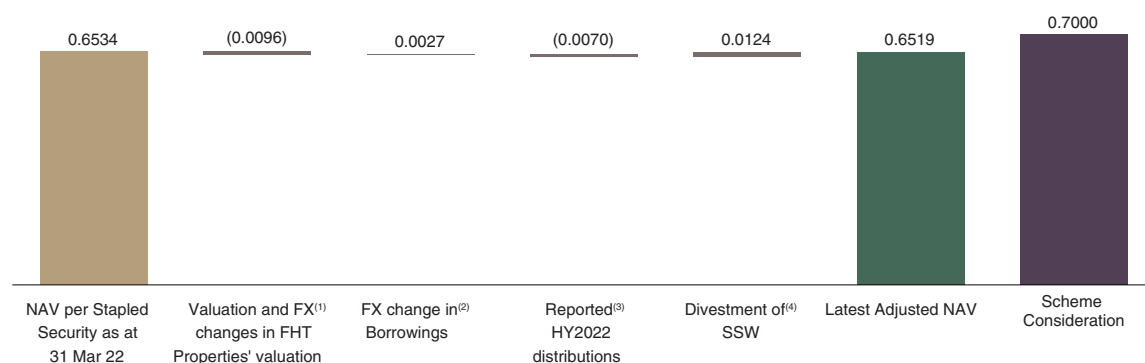 0.6534
(0.0096)
0.0027
(0.0070)
0.0124
0.6519
0.7000
NAV per Stapled
Security as at
31 Mar 22
Valuation and FX(1)
changes in FHT
Properties' valuation
FX change in(2)
Borrowings
Reported(3)
HY2022
distributions
Divestment of(4)
SSW
Latest Adjusted NAV
Scheme
Consideration